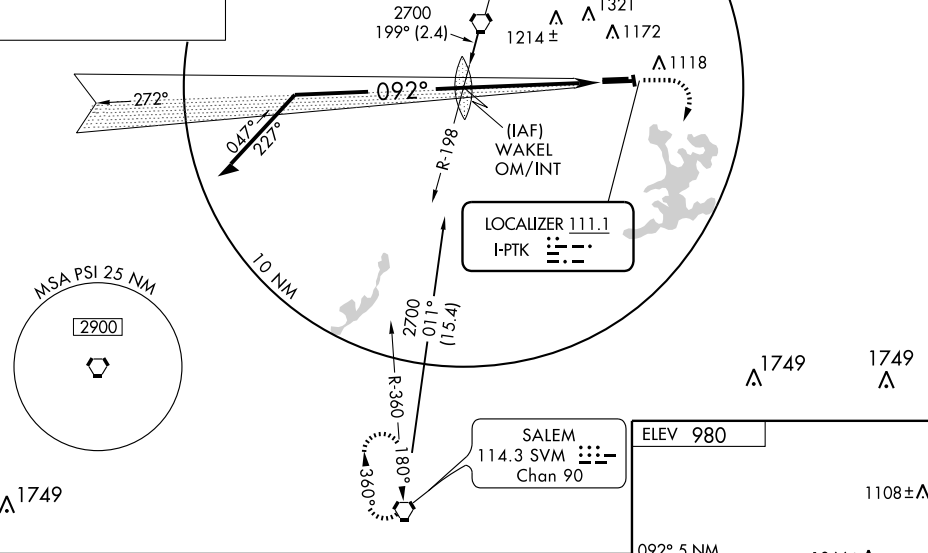 1321
2700
199° (2.4)
1214 ±
1172
1118
272°
092°
047°
227°
(IAF)
WAKEL
OM/INT
R-198
LOCALIZER 111.1
I-PTK
10 NM
MSA PSI 25 NM
2900
2700
011°
(15.4)
R-360
1749
1749
SALEM
114.3 SVM
Chan 90
180°
360°
ELEV 980
1749
1108 ±
092° 5 NM